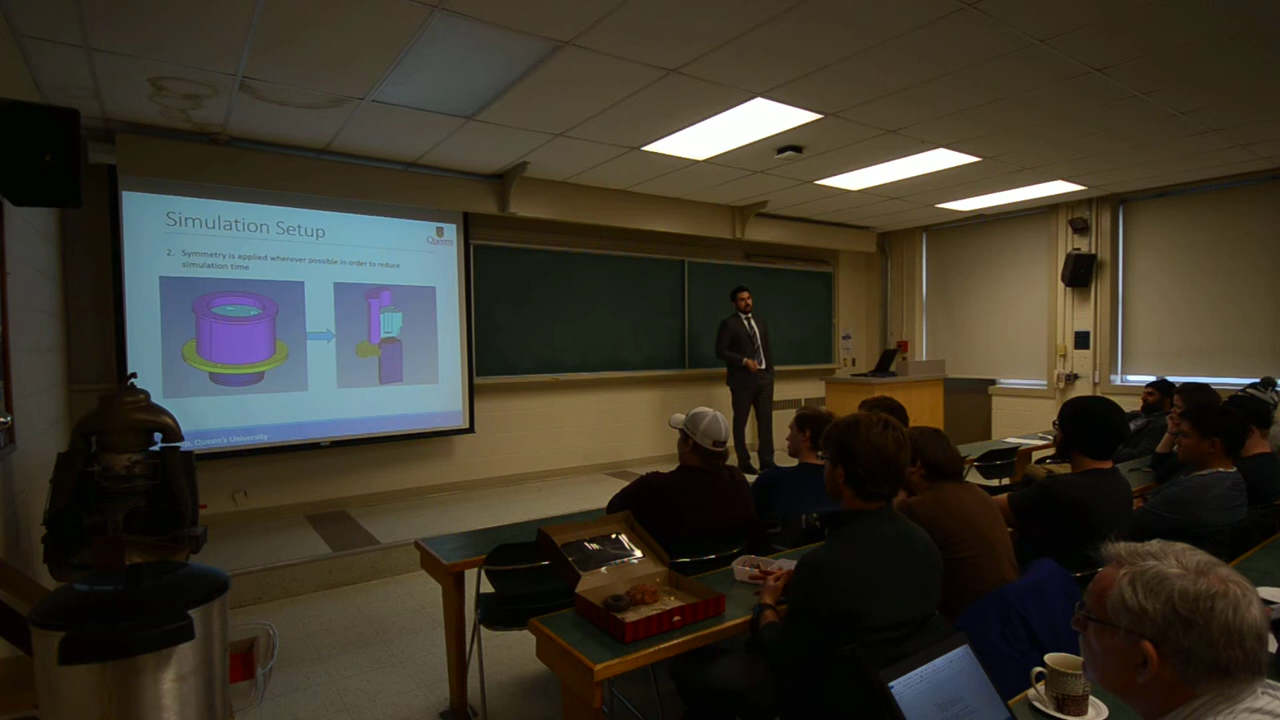 Simulation Setup
Queen's
2. Symmetry is applied wherever possible in order to reduce
simulation time
Queen's University